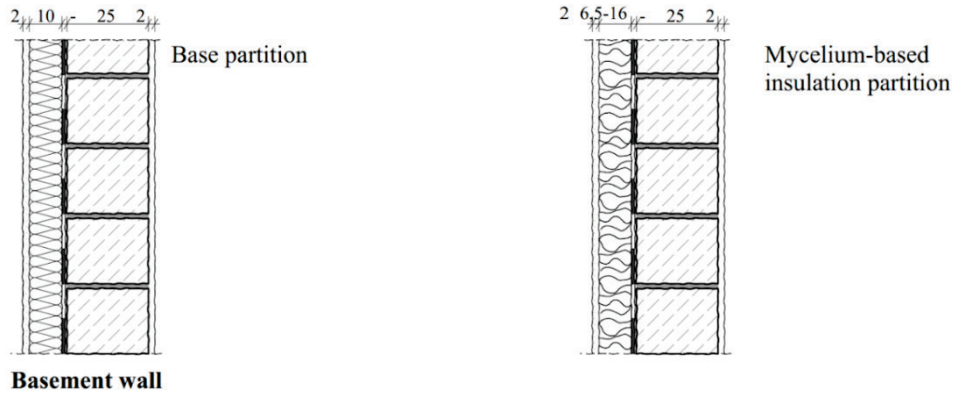 2 10 - 25 2
Base partition
2 6,5-16 - 25 2
Mycelium-based
insulation partition
Basement wall